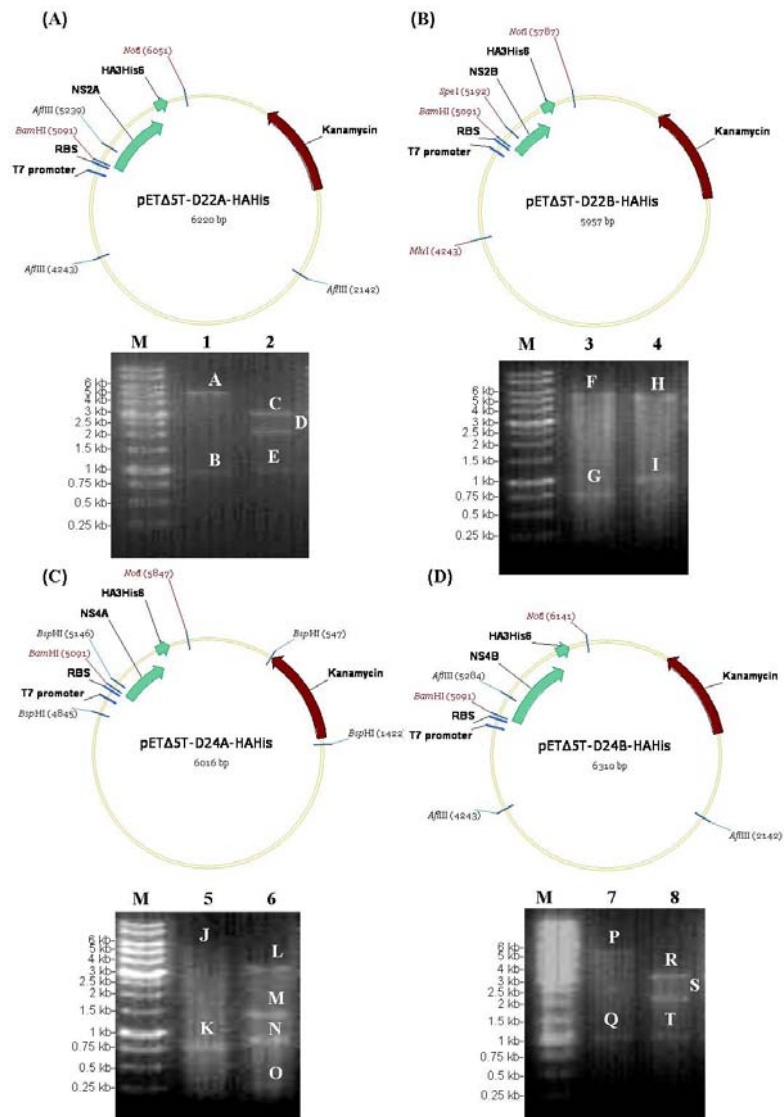 (A)
NotI (6051)
HA3His6
NS2A
AflIII (5239)
BamHI (5091)
RBS
T7 promoter
Kanamycin
pETΔ5T-D22A-HAHis
6220 bp
AflIII (4243)
AflIII (2142)
M 1 2
6 kb
5 kb
4 kb
3 kb
2.5 kb
2 kb
1.5 kb
1 kb
0.75 kb
0.5 kb
0.25 kb
A
B
C
D
E
(B)
NotI (5787)
HA3His6
NS2B
SpeI (5192)
BamHI (5091)
RBS
T7 promoter
Kanamycin
pETΔ5T-D22B-HAHis
5957 bp
MluI (4243)
M 3 4
6 kb
5 kb
4 kb
3 kb
2.5 kb
2 kb
1.5 kb
1 kb
0.75 kb
0.5 kb
0.25 kb
F
G
H
I
(C)
NotI (5847)
HA3His6
NS4A
BspHI (5146)
BamHI (5091)
RBS
T7 promoter
BspHI (4845)
BspHI (547)
Kanamycin
BspHI (1422)
pETΔ5T-D24A-HAHis
6016 bp
M 5 6
6 kb
5 kb
4 kb
3 kb
2.5 kb
2 kb
1.5 kb
1 kb
0.75 kb
0.5 kb
0.25 kb
J
K
L
M
N
O
(D)
NotI (6141)
HA3His6
NS4B
AflIII (5284)
BamHI (5091)
RBS
T7 promoter
Kanamycin
pETΔ5T-D24B-HAHis
6310 bp
AflIII (4243)
AflIII (2142)
M 7 8
6 kb
5 kb
4 kb
3 kb
2.5 kb
2 kb
1.5 kb
1 kb
0.75 kb
0.5 kb
0.25 kb
P
Q
R
S
T